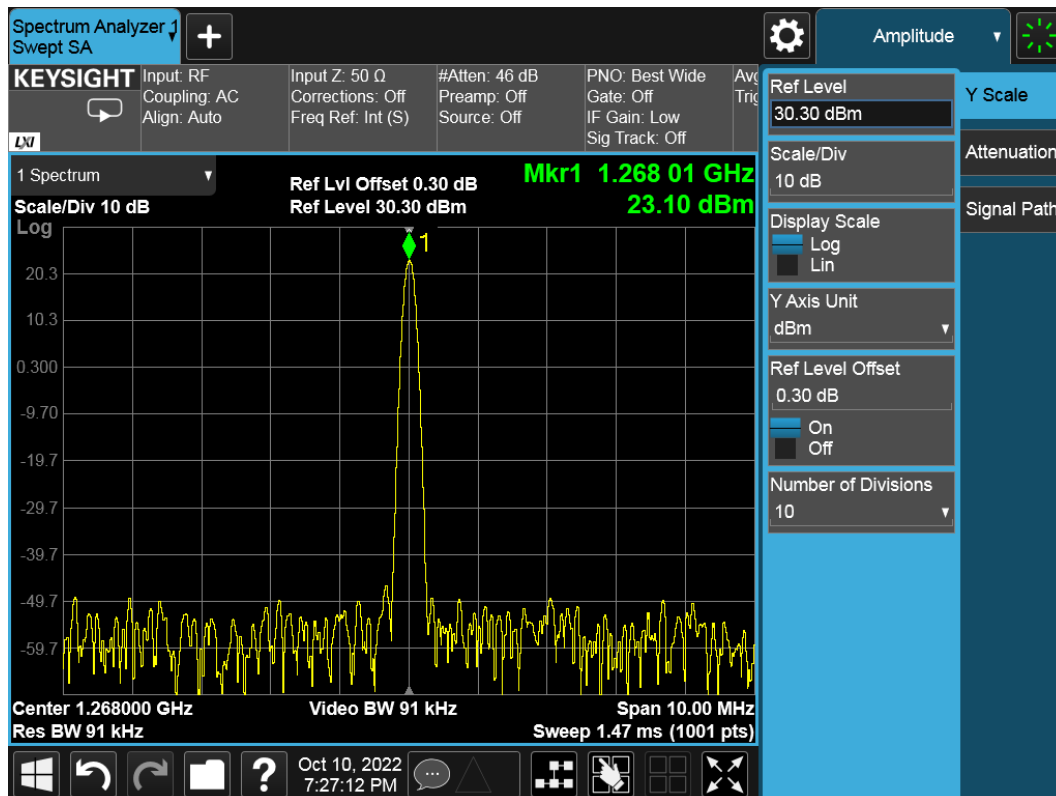 Spectrum Analyzer 1
Swept SA
+
Amplitude
KEYSIGHT
LXI
Input: RF
Coupling: AC
Align: Auto
Input Z: 50 Ω
Corrections: Off
Freq Ref: Int (S)
#Atten: 46 dB
Preamp: Off
Source: Off
PNO: Best Wide
Gate: Off
IF Gain: Low
Sig Track: Off
Avg
Trig
1 Spectrum
Scale/Div 10 dB
Log
Ref Lvl Offset 0.30 dB
Ref Level 30.30 dBm
Mkr1 1.268 01 GHz
23.10 dBm
1
20.3
10.3
0.300
-9.70
-19.7
-29.7
-39.7
-49.7
-59.7
Center 1.268000 GHz
Video BW 91 kHz
Span 10.00 MHz
Res BW 91 kHz
Sweep 1.47 ms (1001 pts)
Ref Level
30.30 dBm
Scale/Div
10 dB
Display Scale
Log
Lin
Y Axis Unit
dBm
Ref Level Offset
0.30 dB
On
Off
Number of Divisions
10
Y Scale
Attenuation
Signal Path
?
Oct 10, 2022
7:27:12 PM